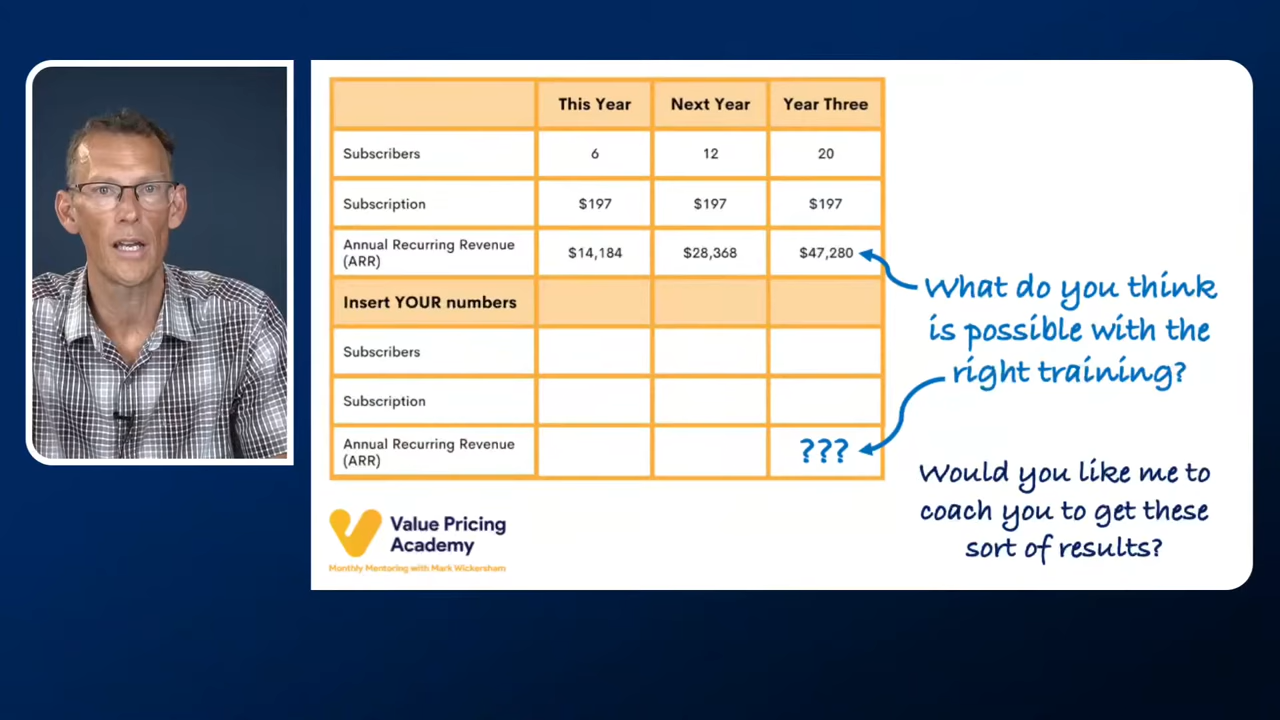 This Year Next Year Year Three
Subscribers 6 12 20
Subscription $197 $197 $197
Annual Recurring Revenue
(ARR) $14,184 $28,368 $47,280
Insert YOUR numbers
Subscribers
Subscription
Annual Recurring Revenue
(ARR) ???
What do you think
is possible with the
right training?
Would you like me to
coach you to get these
sort of results?
Value Pricing
Academy
Monthly Mentoring with Mark Wickersham